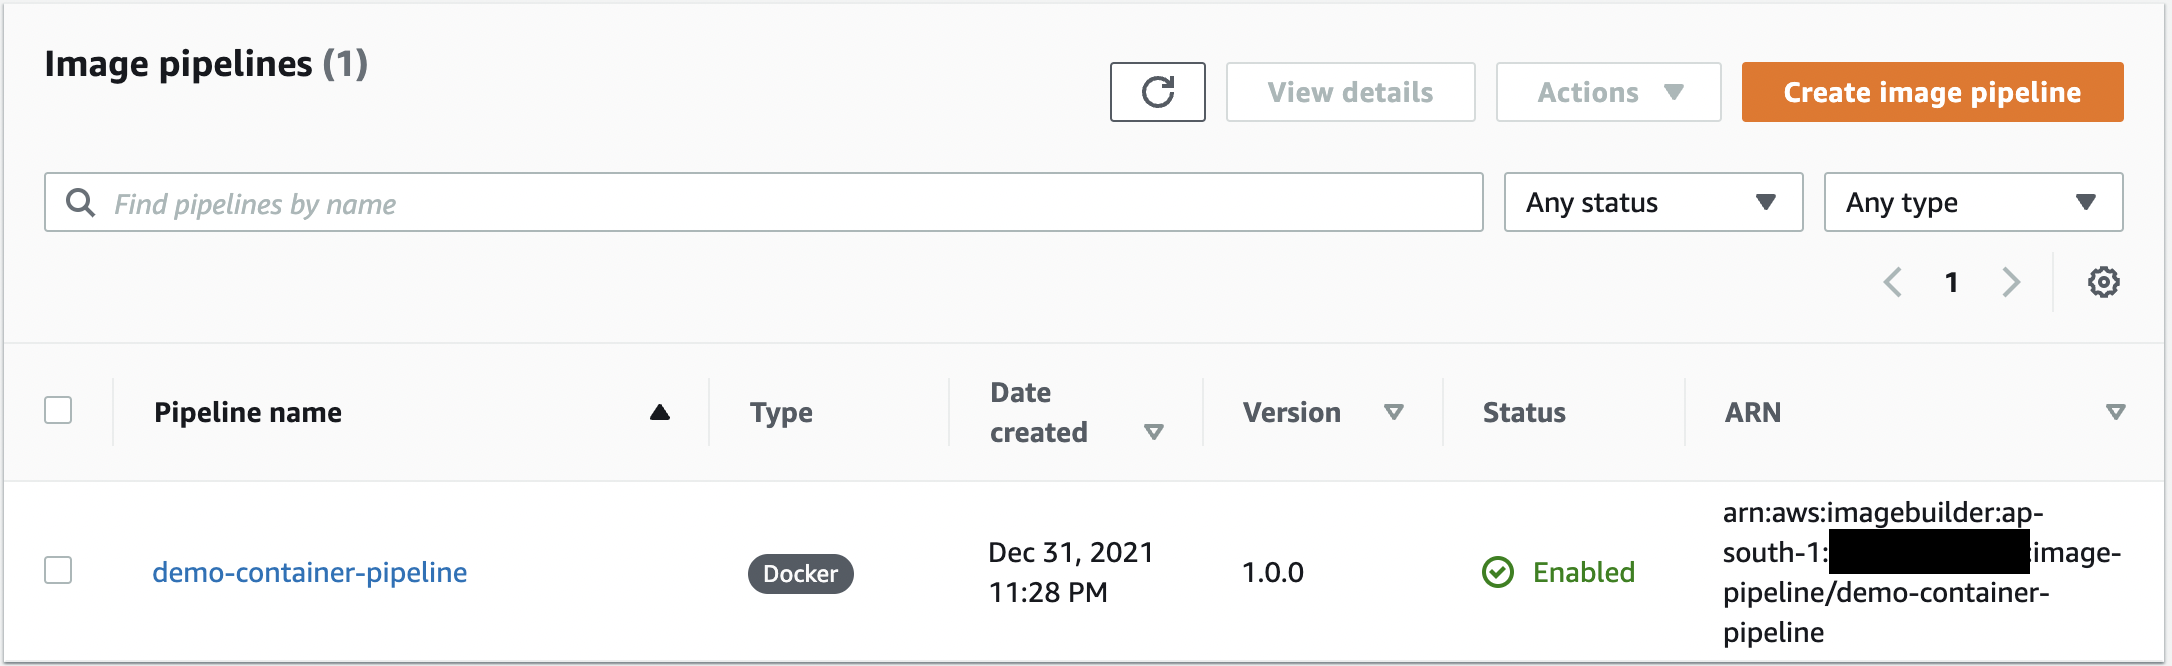 Image pipelines (1)
View details
Actions
Create image pipeline
Find pipelines by name
Any status
Any type
1
Pipeline name
Type
Date
created
Version
Status
ARN
demo-container-pipeline
Docker
Dec 31, 2021
11:28 PM
1.0.0
Enabled
arn:aws:imagebuilder:ap-
south-1: :image-
pipeline/demo-container-
pipeline